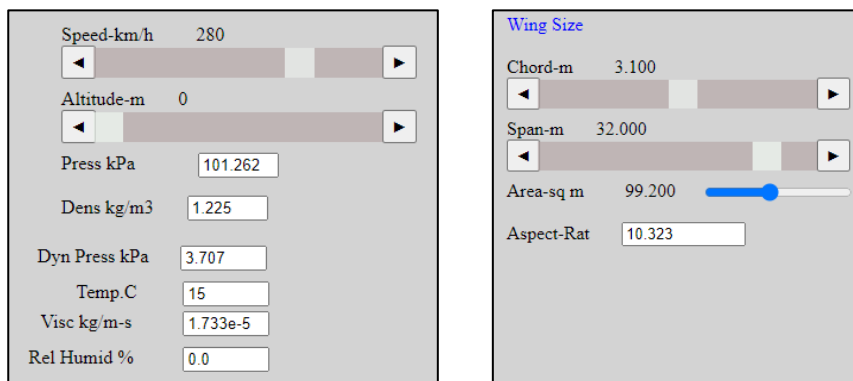 Speed-km/h 280
Altitude-m 0
Press kPa 101.262
Dens kg/m3 1.225
Dyn Press kPa 3.707
Temp.C 15
Visc kg/m-s 1.733e-5
Rel Humid % 0.0
Wing Size
Chord-m 3.100
Span-m 32.000
Area-sq m 99.200
Aspect-Rat 10.323